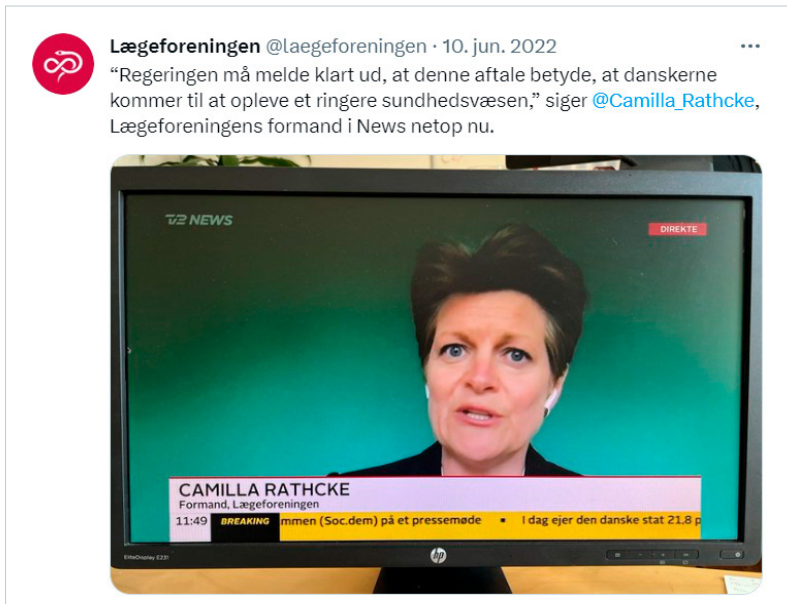 Lægeforeningen @laegeforeningen · 10. jun. 2022
“Regeringen må melde klart ud, at denne aftale betyde, at danskerne
kommer til at opleve et ringere sundhedsvæsen,” siger @Camilla_Rathcke,
Lægeforeningens formand i News netop nu.
TV2 NEWS
DIREKTE
CAMILLA RATHCKE
Formand, Lægeforeningen
11:49 BREAKING mmen (Soc.dem) på et pressemøde ▪ I dag ejer den danske stat 21,8 p
EliteDisplay E231
hp